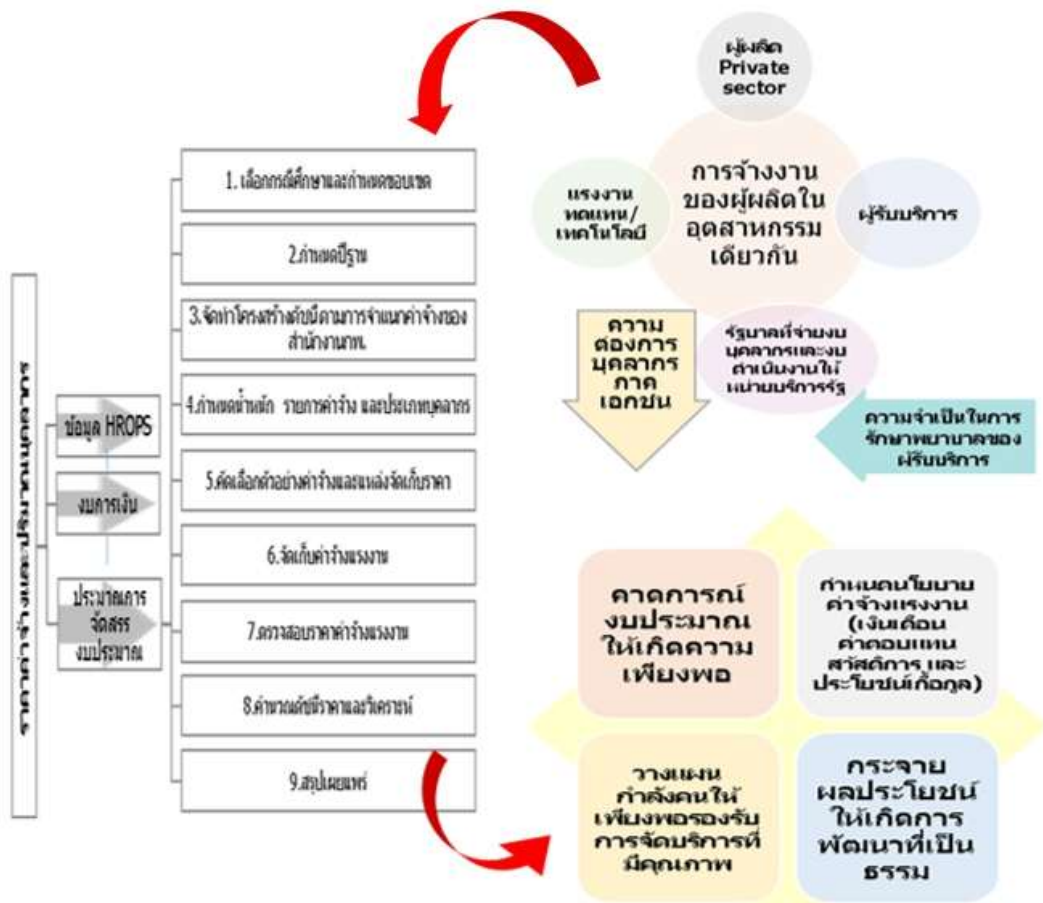 ผู้ผลิต
Private
sector
การจ้างงาน
ของผู้ผลิตใน
อุตสาหกรรม
เดียวกัน
แรงงาน
ทดแทน/
เทคโนโลยี
ผู้รับบริการ
รัฐบาลที่จ่ายงบ
บุคลากรและงบ
ดำเนินงานให้
หน่วยบริการรัฐ
ความ
ต้องการ
บุคลากร
ภาค
เอกชน
ความจำเป็นในการ
รักษาพยาบาลของ
ผู้รับบริการ
1. เลือกกรณีศึกษาและกำหนดขอบเขต
2.กำหนดปีฐาน
3.จัดทำโครงสร้างดัชนีตามการจำแนกค่าจ้างของ
สำนักงานกพ.
4.กำหนดน้ำหนัก รายการค่าจ้าง และประเภทบุคลากร
5.คัดเลือกตัวอย่างค่าจ้างและแหล่งจัดเก็บราคา
6.จัดเก็บค่าจ้างแรงงาน
7.ตรวจสอบราคาค่าจ้างแรงงาน
8.คำนวณดัชนีราคาและวิเคราะห์
9.สรุปเผยแพร่
ข้อมูล HROPS
งบการเงิน
ประมาณการ
จัดสรร
งบประมาณ
คาดการณ์
งบประมาณ
ให้เกิดความ
เพียงพอ
กำหนดนโยบาย
ค่าจ้างแรงงาน
(เงินเดือน
ค่าตอบแทน
สวัสดิการ และ
ประโยชน์เกื้อกูล)
วางแผน
กำลังคนให้
เพียงพอรองรับ
การจัดบริการที่
มีคุณภาพ
กระจาย
ผลประโยชน์
ให้เกิดการ
พัฒนาที่เป็น
ธรรม